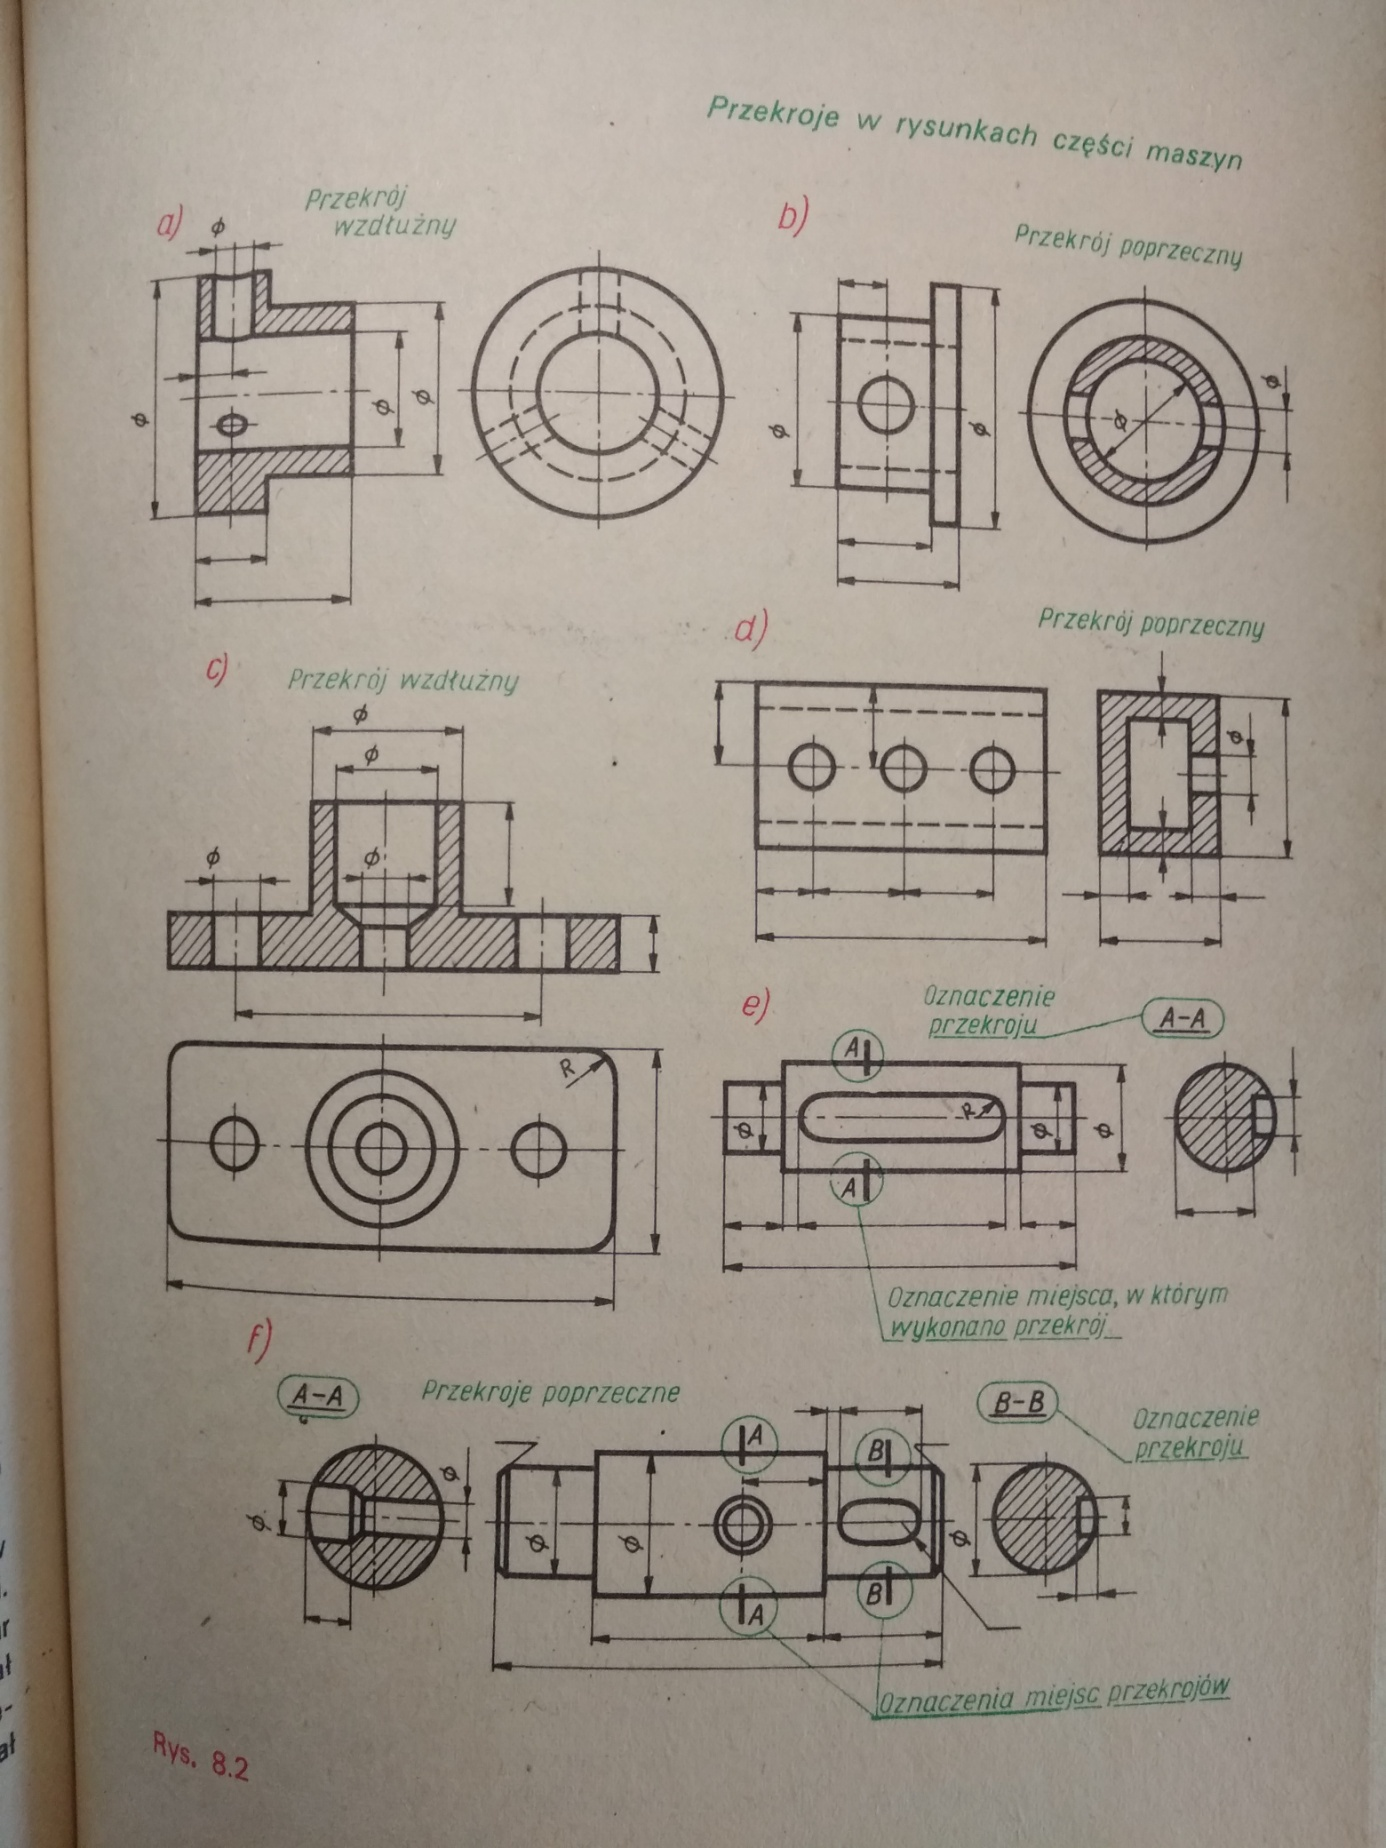 Przekroje w rysunkach części maszyn
a)
Przekrój
wzdłużny
ϕ
ϕ
ϕ
ϕ
b)
Przekrój poprzeczny
ϕ
ϕ
ϕ
ϕ
c)
Przekrój wzdłużny
ϕ
ϕ
ϕ
ϕ
R
d)
Przekrój poprzeczny
ϕ
e)
Oznaczenie
przekroju
A-A
A
R
ϕ
ϕ
ϕ
A
Oznaczenie miejsca, w którym
wykonano przekrój
f)
A-A
Przekroje poprzeczne
B-B
Oznaczenie
przekroju
A
B
ϕ
ϕ
ϕ
ϕ
ϕ
A
B
Oznaczenia miejsc przekrojów
Rys. 8.2